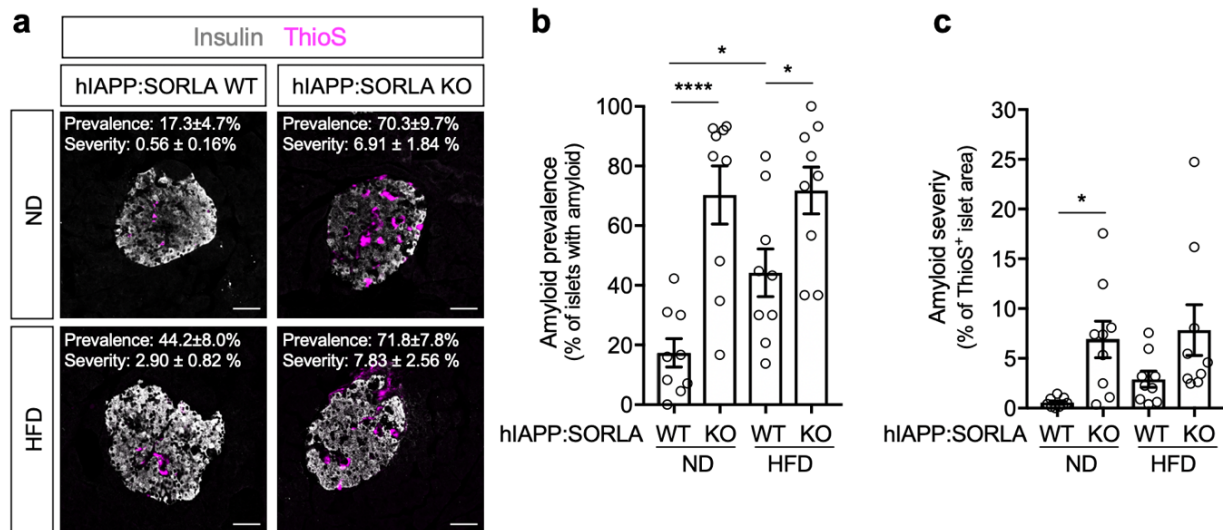 a
Insulin ThioS
hIAPP:SORLA WT
hIAPP:SORLA KO
ND
Prevalence: 17.3±4.7%
Severity: 0.56 ± 0.16%
Prevalence: 70.3±9.7%
Severity: 6.91 ± 1.84 %
HFD
Prevalence: 44.2±8.0%
Severity: 2.90 ± 0.82 %
Prevalence: 71.8±7.8%
Severity: 7.83 ± 2.56 %
b
Amyloid prevalence
(% of islets with amyloid)
100
80
60
40
20
0
*
****
*
hIAPP:SORLA WT KO WT KO
ND HFD
c
Amyloid severiy
(% of ThioS⁺ islet area)
30
25
20
15
10
5
0
*
hIAPP:SORLA WT KO WT KO
ND HFD